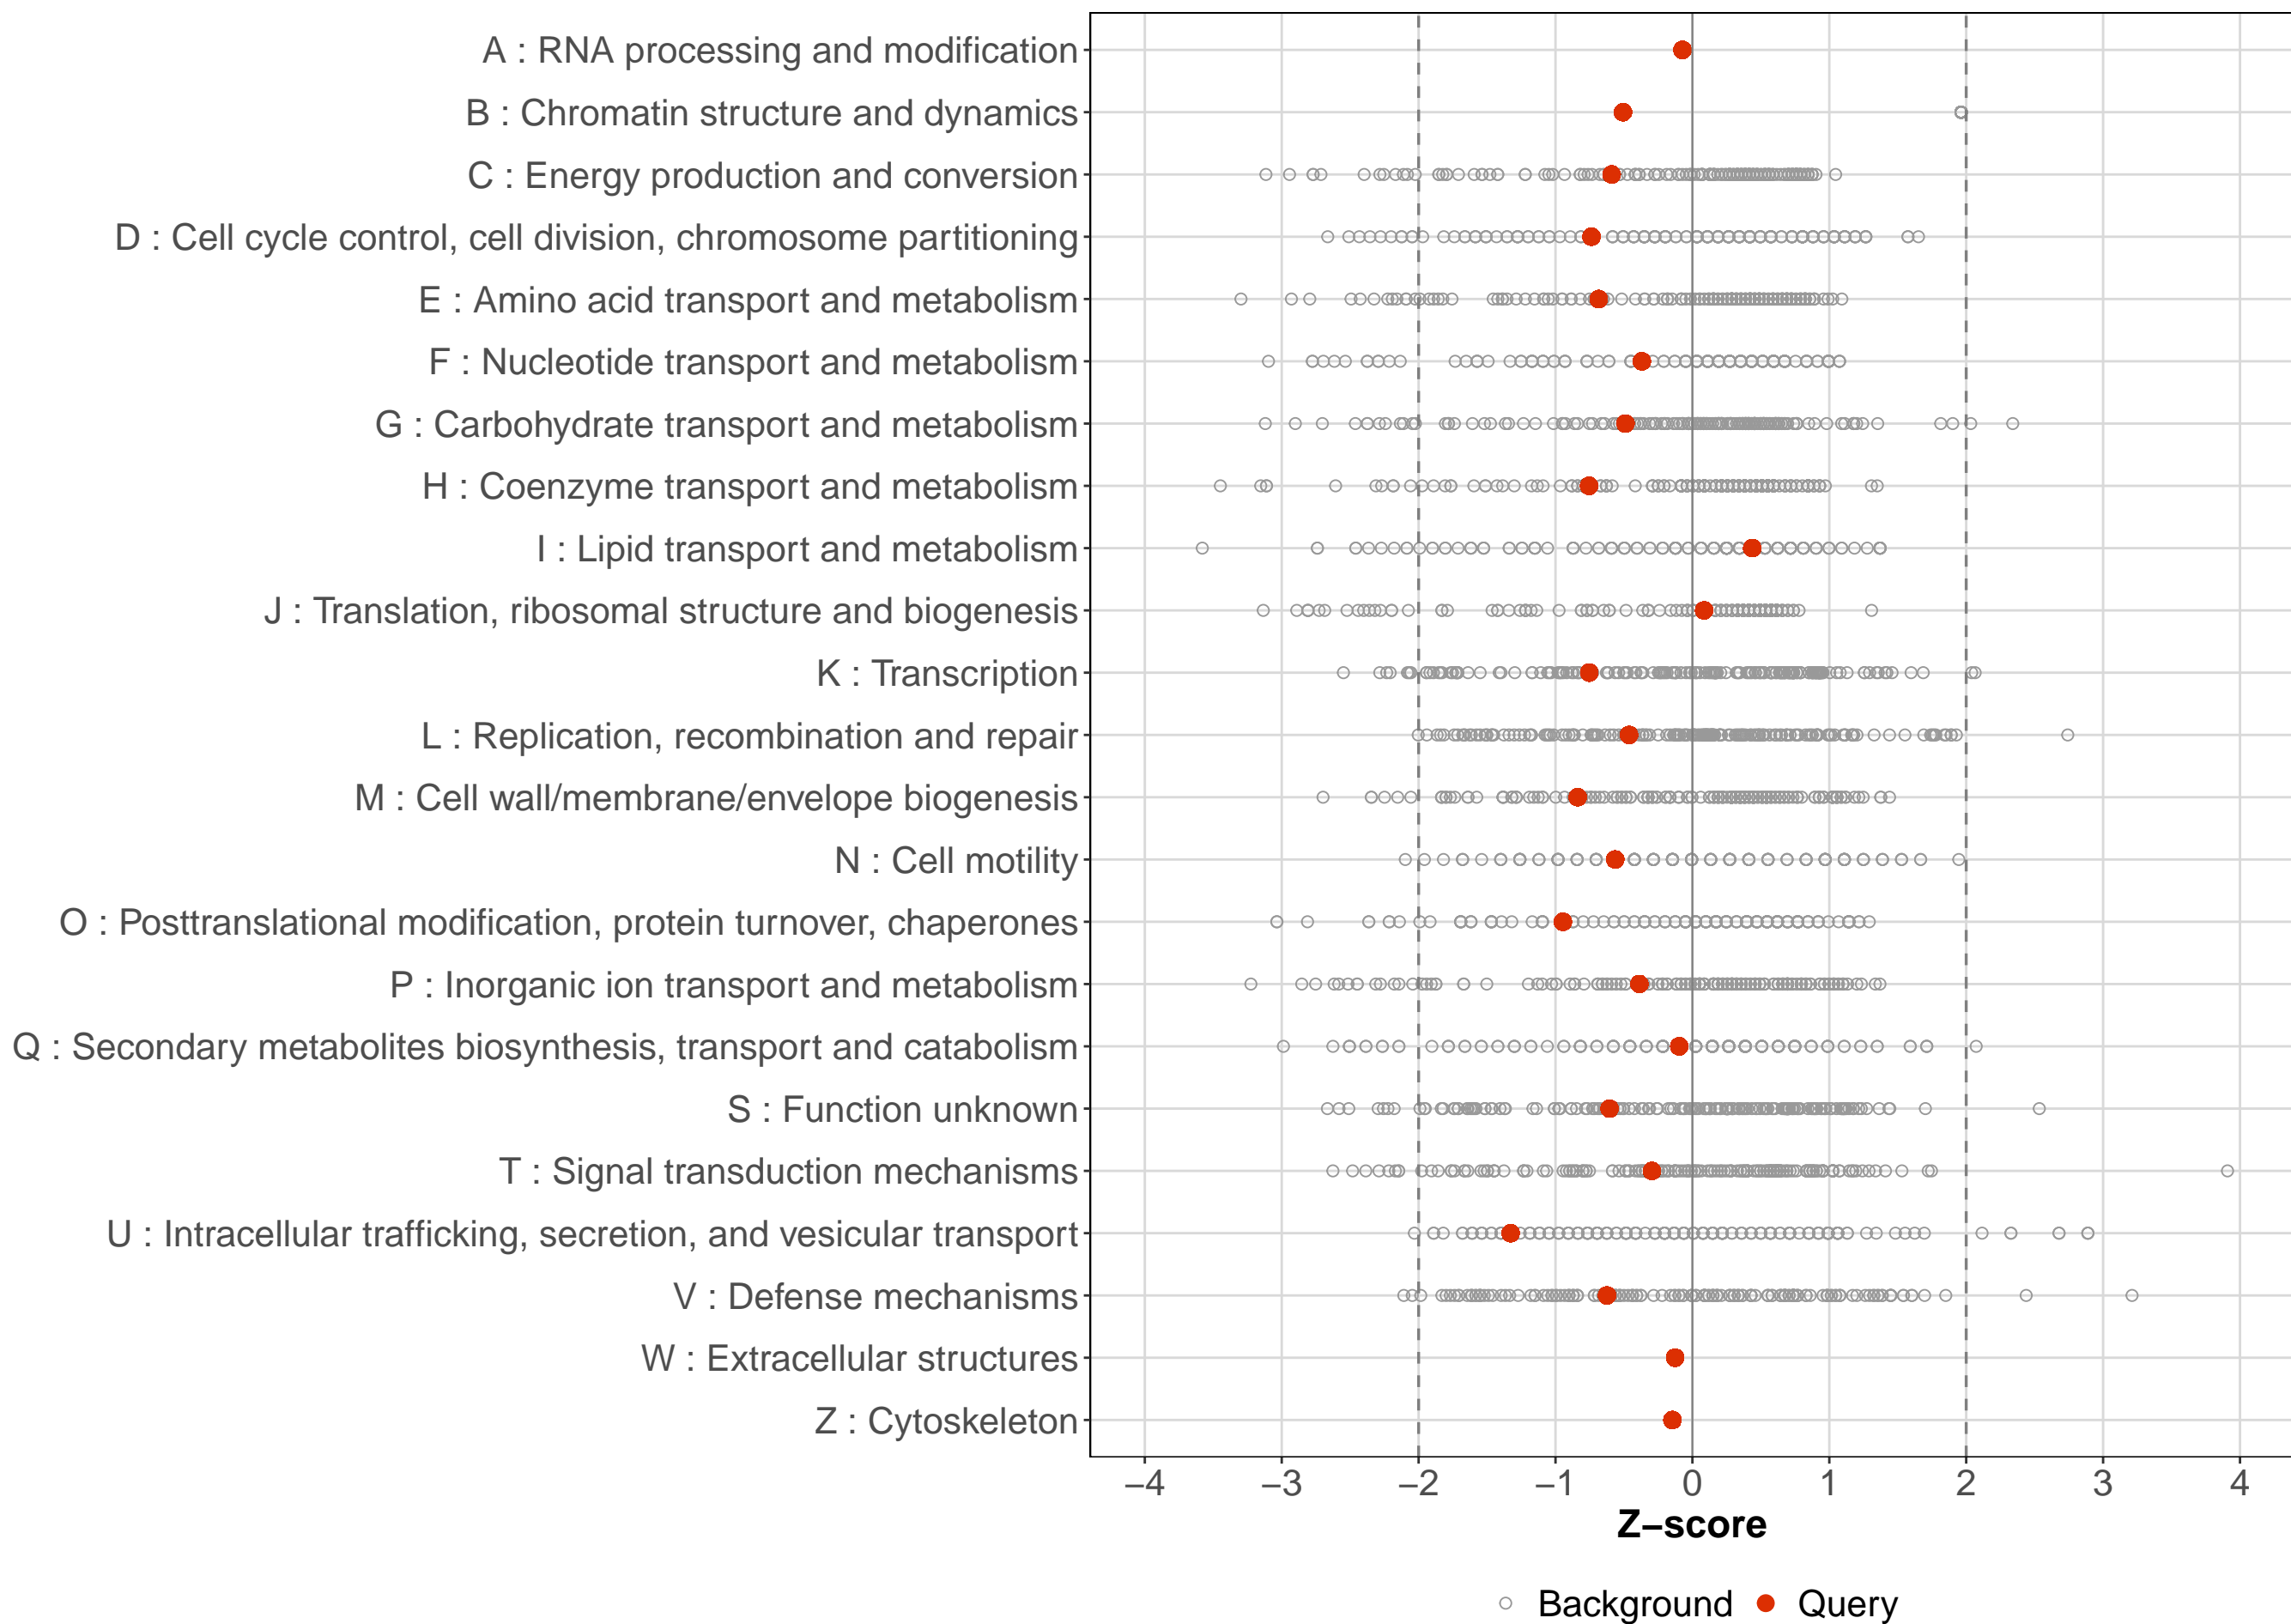 A : RNA processing and modification
B : Chromatin structure and dynamics
C : Energy production and conversion
D : Cell cycle control, cell division, chromosome partitioning
E : Amino acid transport and metabolism
F : Nucleotide transport and metabolism
G : Carbohydrate transport and metabolism
H : Coenzyme transport and metabolism
I : Lipid transport and metabolism
J : Translation, ribosomal structure and biogenesis
K : Transcription
L : Replication, recombination and repair
M : Cell wall/membrane/envelope biogenesis
N : Cell motility
O : Posttranslational modification, protein turnover, chaperones
P : Inorganic ion transport and metabolism
Q : Secondary metabolites biosynthesis, transport and catabolism
S : Function unknown
T : Signal transduction mechanisms
U : Intracellular trafficking, secretion, and vesicular transport
V : Defense mechanisms
W : Extracellular structures
Z : Cytoskeleton
−4 −3 −2 −1 0 1 2 3 4
Z−score
Background Query